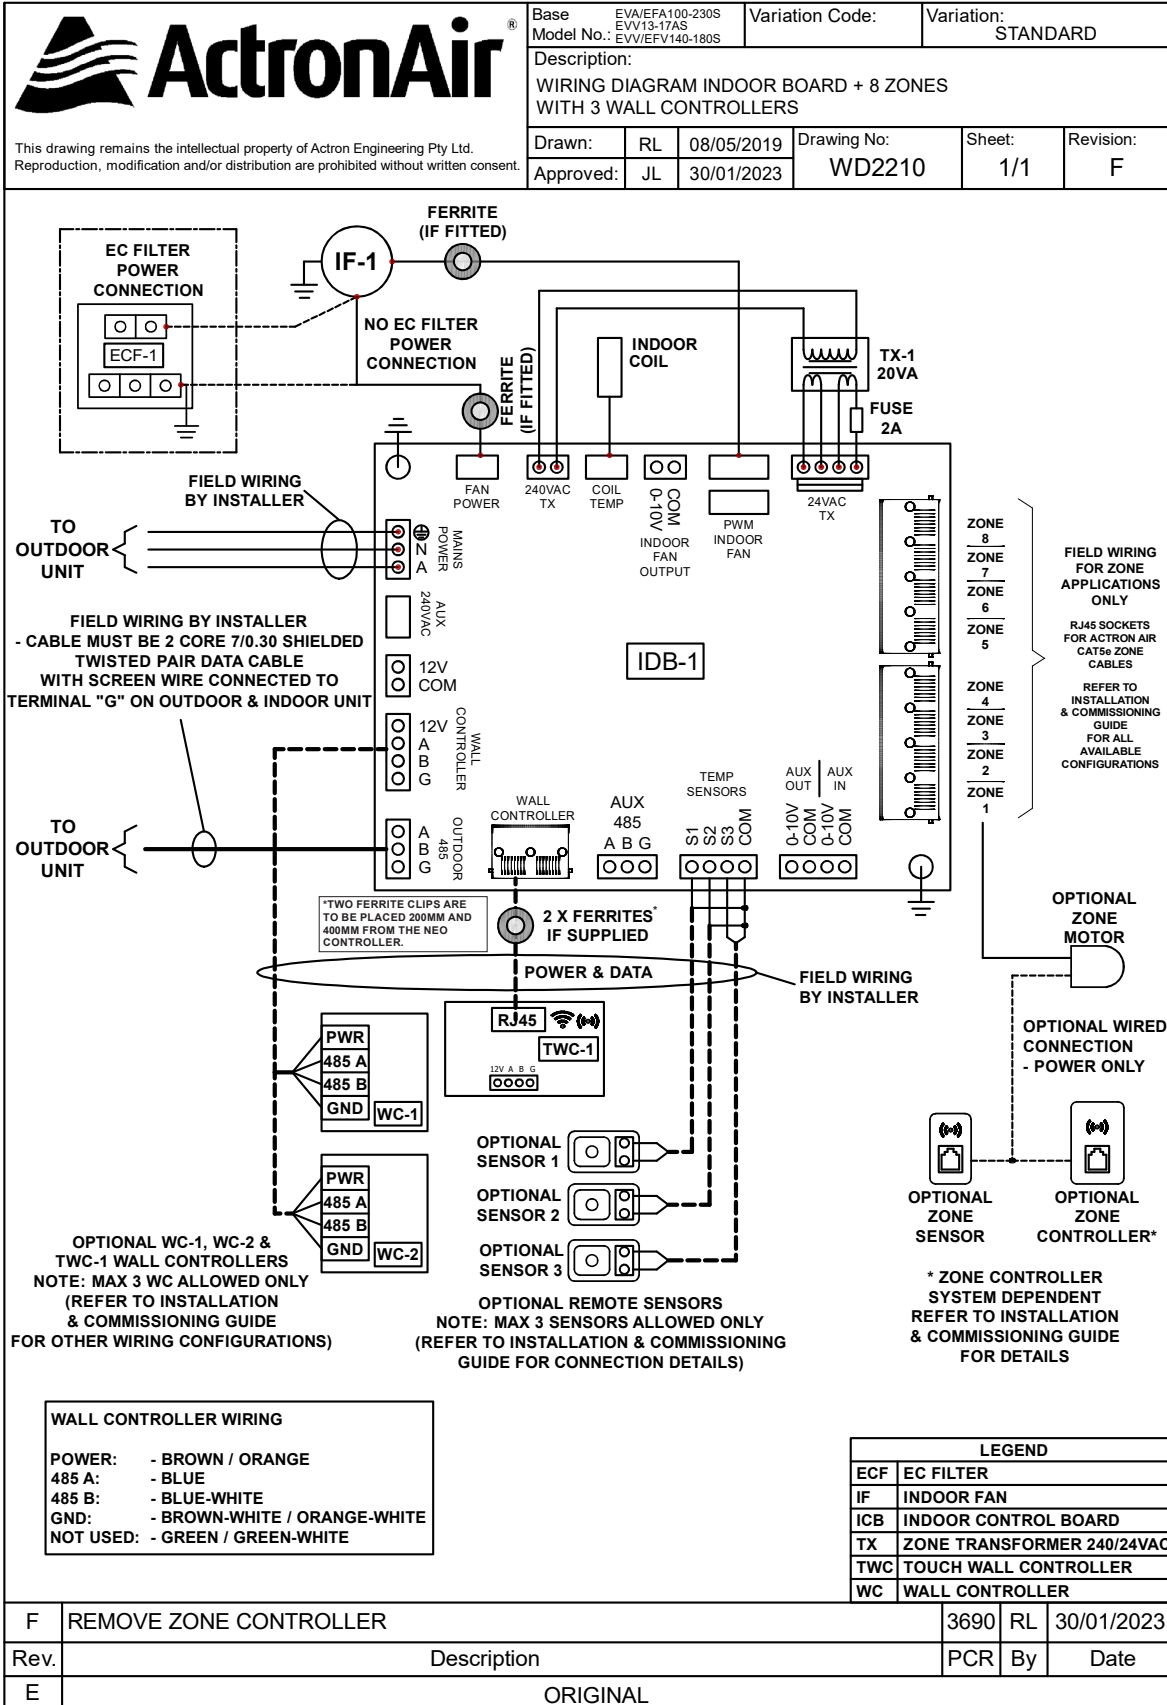 ActronAir®
This drawing remains the intellectual property of Actron Engineering Pty Ltd.
Reproduction, modification and/or distribution are prohibited without written consent.
Base
Model No.:
EVA/EFA100-230S
EVV13-17AS
EVV/EFV140-180S
Variation Code:
Variation:
STANDARD
Description:
WIRING DIAGRAM INDOOR BOARD + 8 ZONES
WITH 3 WALL CONTROLLERS
Drawn: RL 08/05/2019
Approved: JL 30/01/2023
Drawing No:
WD2210
Sheet:
1/1
Revision:
F
EC FILTER
POWER
CONNECTION
ECF-1
IF-1
FERRITE
(IF FITTED)
NO EC FILTER
POWER
CONNECTION
FERRITE
(IF FITTED)
INDOOR
COIL
TX-1
20VA
FUSE
2A
FAN
POWER
240VAC
TX
COIL
TEMP
0-10V
COM
INDOOR
FAN
OUTPUT
PWM
INDOOR
FAN
24VAC
TX
FIELD WIRING
BY INSTALLER
TO
OUTDOOR
UNIT
N
A
MAINS
POWER
AUX
240VAC
12V
COM
12V
A
B
G
WALL
CONTROLLER
A
B
G
OUTDOOR
485
FIELD WIRING BY INSTALLER
- CABLE MUST BE 2 CORE 7/0.30 SHIELDED
TWISTED PAIR DATA CABLE
WITH SCREEN WIRE CONNECTED TO
TERMINAL "G" ON OUTDOOR & INDOOR UNIT
TO
OUTDOOR
UNIT
IDB-1
WALL
CONTROLLER
AUX
485
A B G
TEMP
SENSORS
S1
S2
S3
COM
AUX
OUT
AUX
IN
0-10V
COM
0-10V
COM
ZONE
8
ZONE
7
ZONE
6
ZONE
5
ZONE
4
ZONE
3
ZONE
2
ZONE
1
FIELD WIRING
FOR ZONE
APPLICATIONS
ONLY
RJ45 SOCKETS
FOR ACTRON AIR
CAT5e ZONE
CABLES
REFER TO
INSTALLATION
& COMMISSIONING
GUIDE
FOR ALL
AVAILABLE
CONFIGURATIONS
*TWO FERRITE CLIPS ARE
TO BE PLACED 200MM AND
400MM FROM THE NEO
CONTROLLER.
2 X FERRITES*
IF SUPPLIED
POWER & DATA
FIELD WIRING
BY INSTALLER
OPTIONAL
ZONE
MOTOR
OPTIONAL WIRED
CONNECTION
- POWER ONLY
RJ45
TWC-1
12V A B G
PWR
485 A
485 B
GND
WC-1
PWR
485 A
485 B
GND
WC-2
OPTIONAL
SENSOR 1
OPTIONAL
SENSOR 2
OPTIONAL
SENSOR 3
OPTIONAL
ZONE
SENSOR
OPTIONAL
ZONE
CONTROLLER*
OPTIONAL WC-1, WC-2 &
TWC-1 WALL CONTROLLERS
NOTE: MAX 3 WC ALLOWED ONLY
(REFER TO INSTALLATION
& COMMISSIONING GUIDE
FOR OTHER WIRING CONFIGURATIONS)
OPTIONAL REMOTE SENSORS
NOTE: MAX 3 SENSORS ALLOWED ONLY
(REFER TO INSTALLATION & COMMISSIONING
GUIDE FOR CONNECTION DETAILS)
* ZONE CONTROLLER
SYSTEM DEPENDENT
REFER TO INSTALLATION
& COMMISSIONING GUIDE
FOR DETAILS
WALL CONTROLLER WIRING
POWER: - BROWN / ORANGE
485 A: - BLUE
485 B: - BLUE-WHITE
GND: - BROWN-WHITE / ORANGE-WHITE
NOT USED: - GREEN / GREEN-WHITE
LEGEND
ECF EC FILTER
IF INDOOR FAN
ICB INDOOR CONTROL BOARD
TX ZONE TRANSFORMER 240/24VAC
TWC TOUCH WALL CONTROLLER
WC WALL CONTROLLER
F REMOVE ZONE CONTROLLER 3690 RL 30/01/2023
Rev. Description PCR By Date
E ORIGINAL